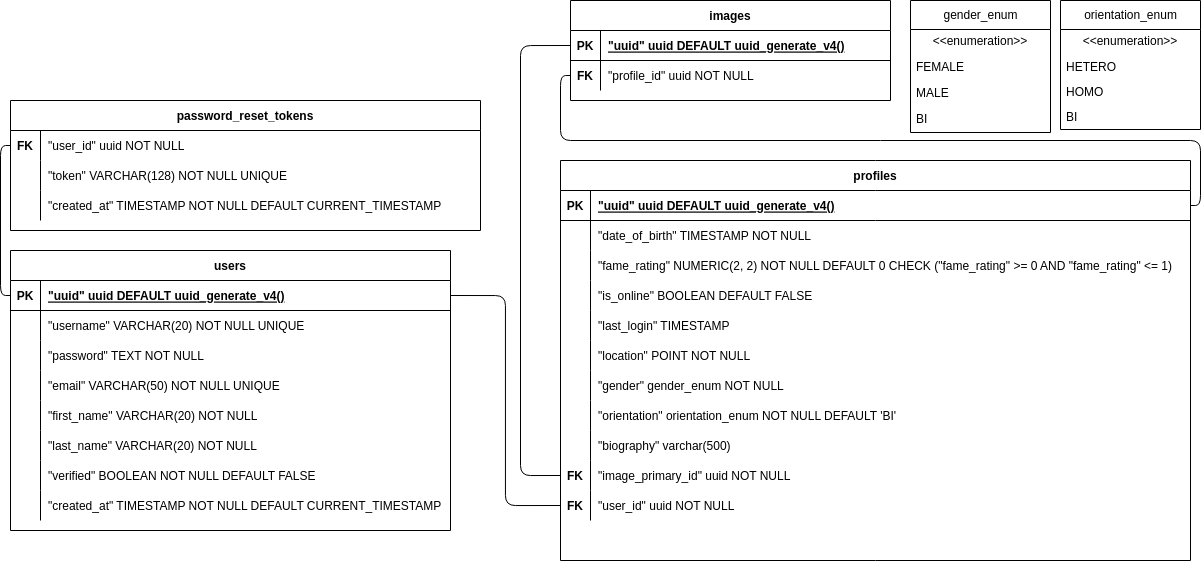 images
PK "uuid" uuid DEFAULT uuid_generate_v4()
FK "profile_id" uuid NOT NULL
gender_enum
<<enumeration>>
FEMALE
MALE
BI
orientation_enum
<<enumeration>>
HETERO
HOMO
BI
password_reset_tokens
FK "user_id" uuid NOT NULL
"token" VARCHAR(128) NOT NULL UNIQUE
"created_at" TIMESTAMP NOT NULL DEFAULT CURRENT_TIMESTAMP
users
PK "uuid" uuid DEFAULT uuid_generate_v4()
"username" VARCHAR(20) NOT NULL UNIQUE
"password" TEXT NOT NULL
"email" VARCHAR(50) NOT NULL UNIQUE
"first_name" VARCHAR(20) NOT NULL
"last_name" VARCHAR(20) NOT NULL
"verified" BOOLEAN NOT NULL DEFAULT FALSE
"created_at" TIMESTAMP NOT NULL DEFAULT CURRENT_TIMESTAMP
profiles
PK "uuid" uuid DEFAULT uuid_generate_v4()
"date_of_birth" TIMESTAMP NOT NULL
"fame_rating" NUMERIC(2, 2) NOT NULL DEFAULT 0 CHECK ("fame_rating" >= 0 AND "fame_rating" <= 1)
"is_online" BOOLEAN DEFAULT FALSE
"last_login" TIMESTAMP
"location" POINT NOT NULL
"gender" gender_enum NOT NULL
"orientation" orientation_enum NOT NULL DEFAULT 'BI'
"biography" varchar(500)
FK "image_primary_id" uuid NOT NULL
FK "user_id" uuid NOT NULL